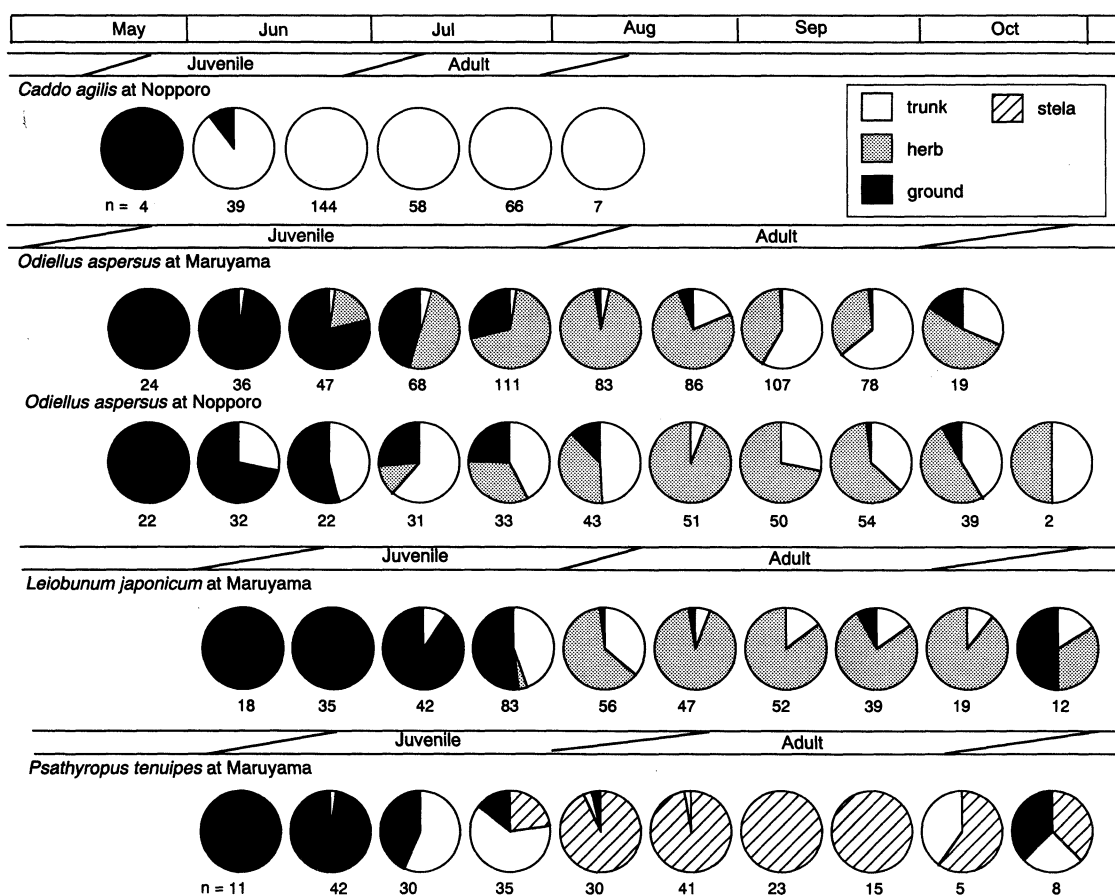 May Jun Jul Aug Sep Oct
Juvenile Adult
Caddo agilis at Nopporo
trunk stela
herb
ground
n = 4 39 144 58 66 7
Juvenile Adult
Odiellus aspersus at Maruyama
24 36 47 68 111 83 86 107 78 19
Odiellus aspersus at Nopporo
22 32 22 31 33 43 51 50 54 39 2
Juvenile Adult
Leiobunum japonicum at Maruyama
18 35 42 83 56 47 52 39 19 12
Juvenile Adult
Psathyropus tenuipes at Maruyama
n = 11 42 30 35 30 41 23 15 5 8